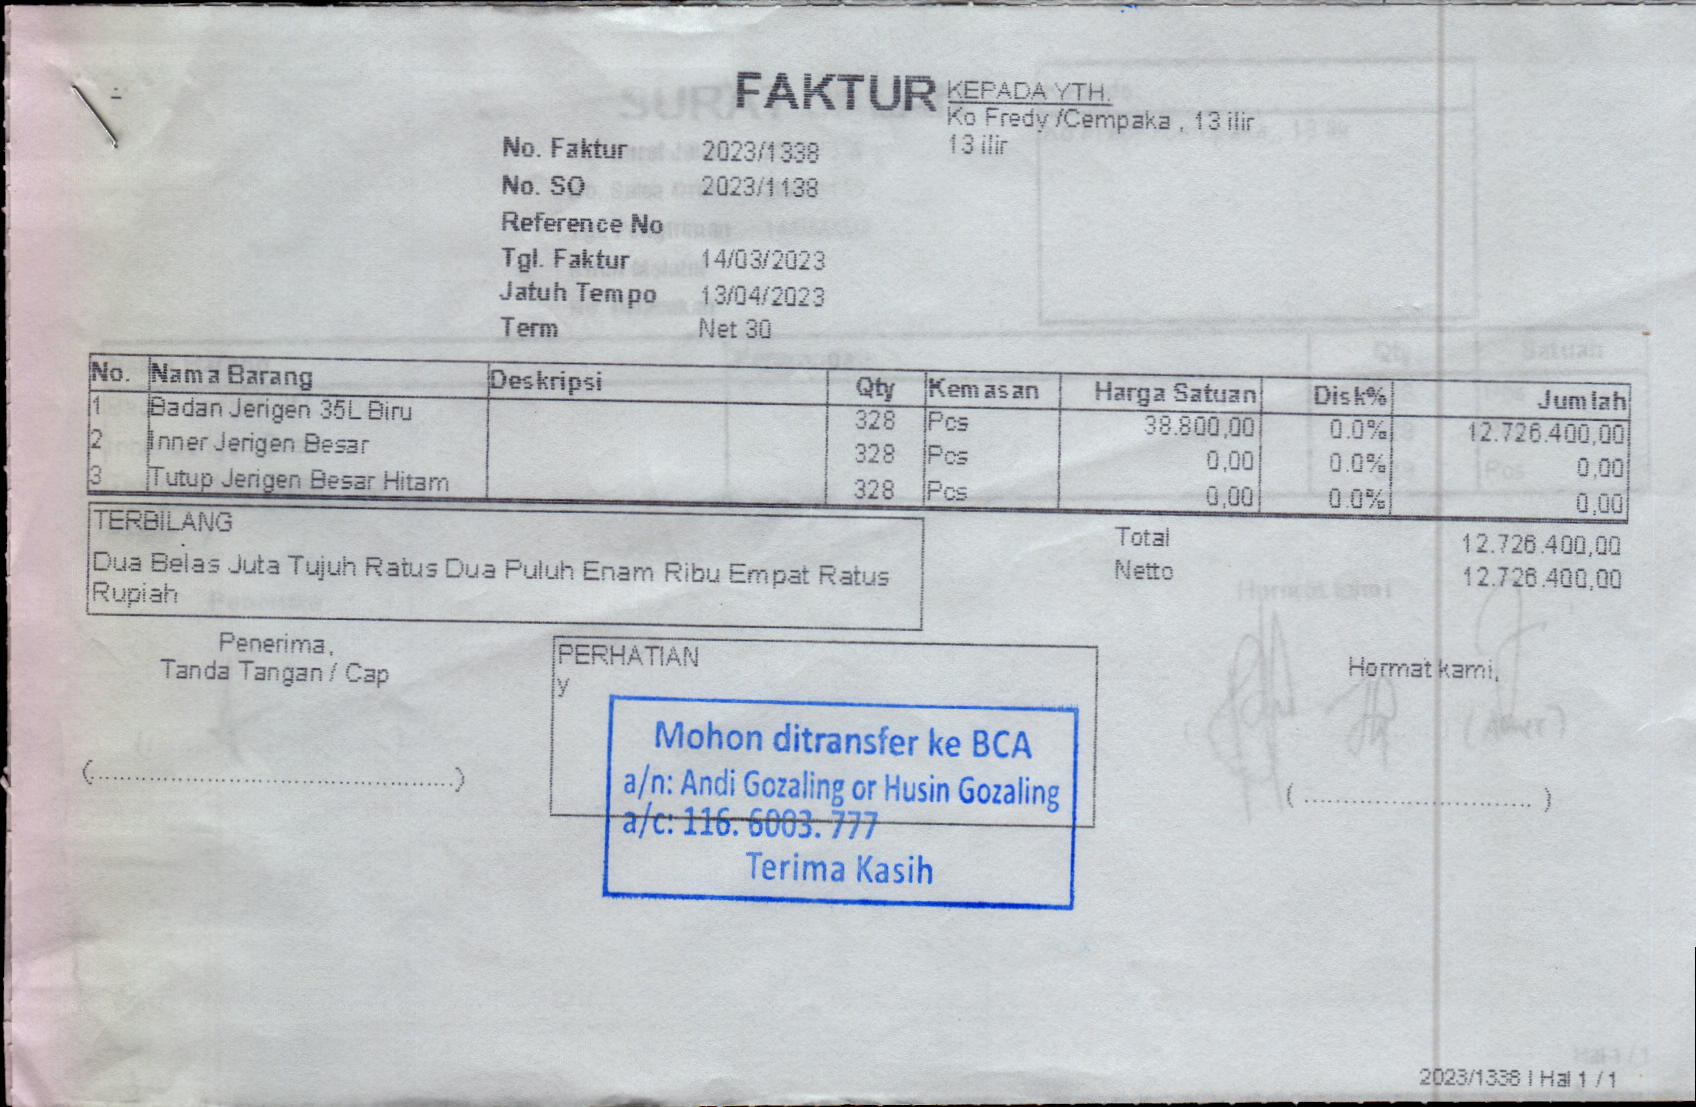 FAKTUR
KEPADA YTH.
Ko Fredy /Cempaka , 13 ilir
13 ilir
No. Faktur 2023/1338
No. SO 2023/1138
Reference No
Tgl. Faktur 14/03/2023
Jatuh Tempo 13/04/2023
Term Net 30
No. Nama Barang Deskripsi Qty Kemasan Harga Satuan Disk% Jumlah
1 Badan Jerigen 35L Biru 328 Pcs 38.800,00 0.0% 12.726.400,00
2 Inner Jerigen Besar 328 Pcs 0,00 0.0% 0,00
3 Tutup Jerigen Besar Hitam 328 Pcs 0,00 0.0% 0,00
TERBILANG
Dua Belas Juta Tujuh Ratus Dua Puluh Enam Ribu Empat Ratus
Rupiah
Total 12.726.400,00
Netto 12.726.400,00
Penerima,
Tanda Tangan / Cap
(................................................)
PERHATIAN
y
Mohon ditransfer ke BCA
a/n: Andi Gozaling or Husin Gozaling
a/c: 116. 6003. 777
Terima Kasih
Hormat kami,
( .............................. )
2023/1338 | Hal 1 / 1